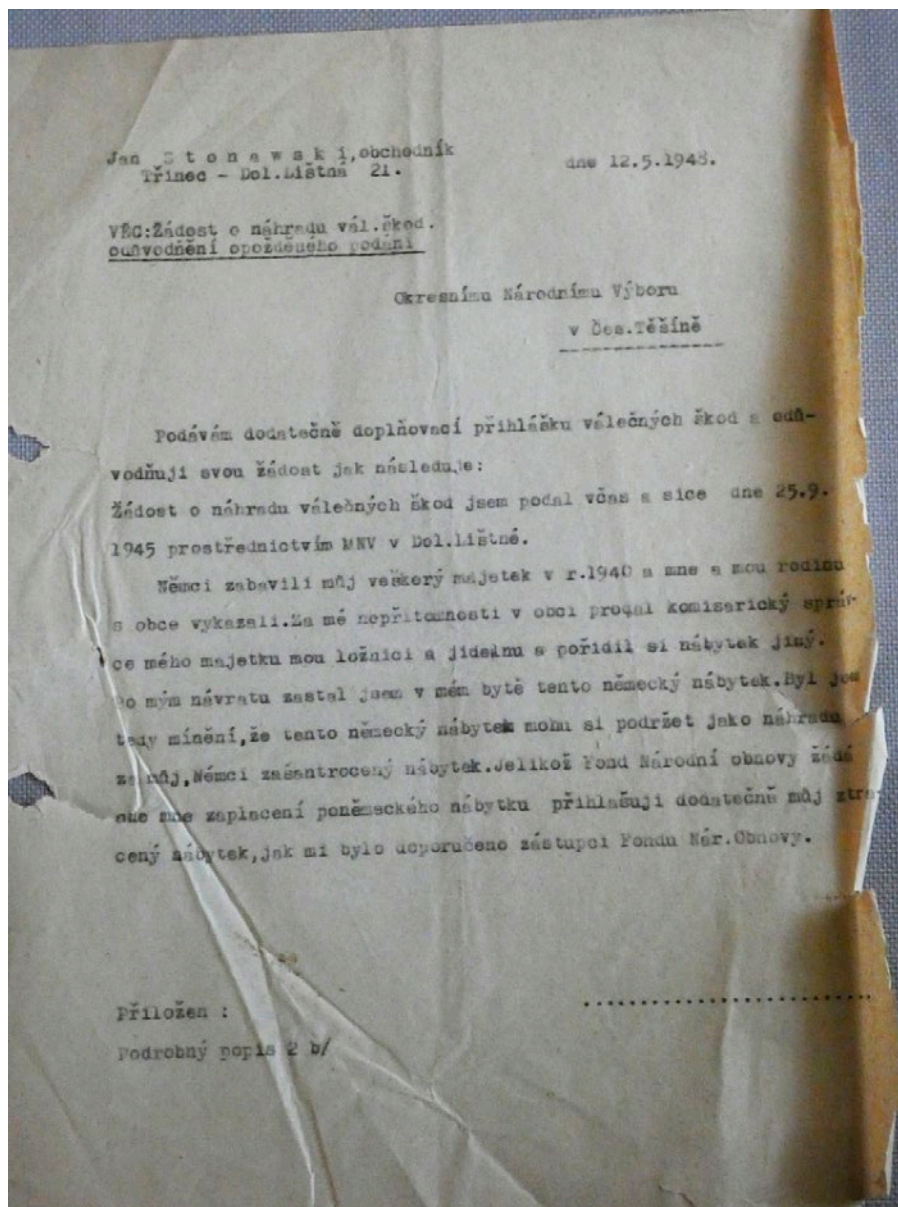 Jan S t o n a w s k i,obchodník
Třinec - Dol.Lištná 21.
dne 12.5.1948.
VĚC:Žádost o náhradu vál.škod.
odůvodnění opožděného podání
Okresnímu Národnímu Výboru
v Čes.Těšíně
Podávám dodatečně doplňovací přihlášku válečných škod a odů-
vodňuji svou žádost jak následuje:
Žádost o náhradu válečných škod jsem podal včas a sice dne 25.9.
1945 prostřednictvím MNV v Dol.Lištné.
Němci zabavili můj veškerý majetek v r.1940 a mne a mou rodinu
s obce vykazali.Za mé nepřítomnosti v obci prodal komisarický správ-
ce mého majetku mou ložnici a jídelnu a pořídil si nábytek jiný.
Po mým návratu zastal jsem v mém bytě tento německý nábytek.Byl jsem
tedy mínění,že tento německý nábytek mohu si podržet jako náhradu
za můj,Němci zašantrocený nábytek.Jelikož Fond Národní obnovy žádá
ode mne zaplacení poněmeckého nábytku přihlašuji dodatečně můj ztra-
cený nábytek,jak mi bylo doporučeno zástupci Fondu Nár.Obnovy.
Přiložen :
Podrobný popis 2 b/